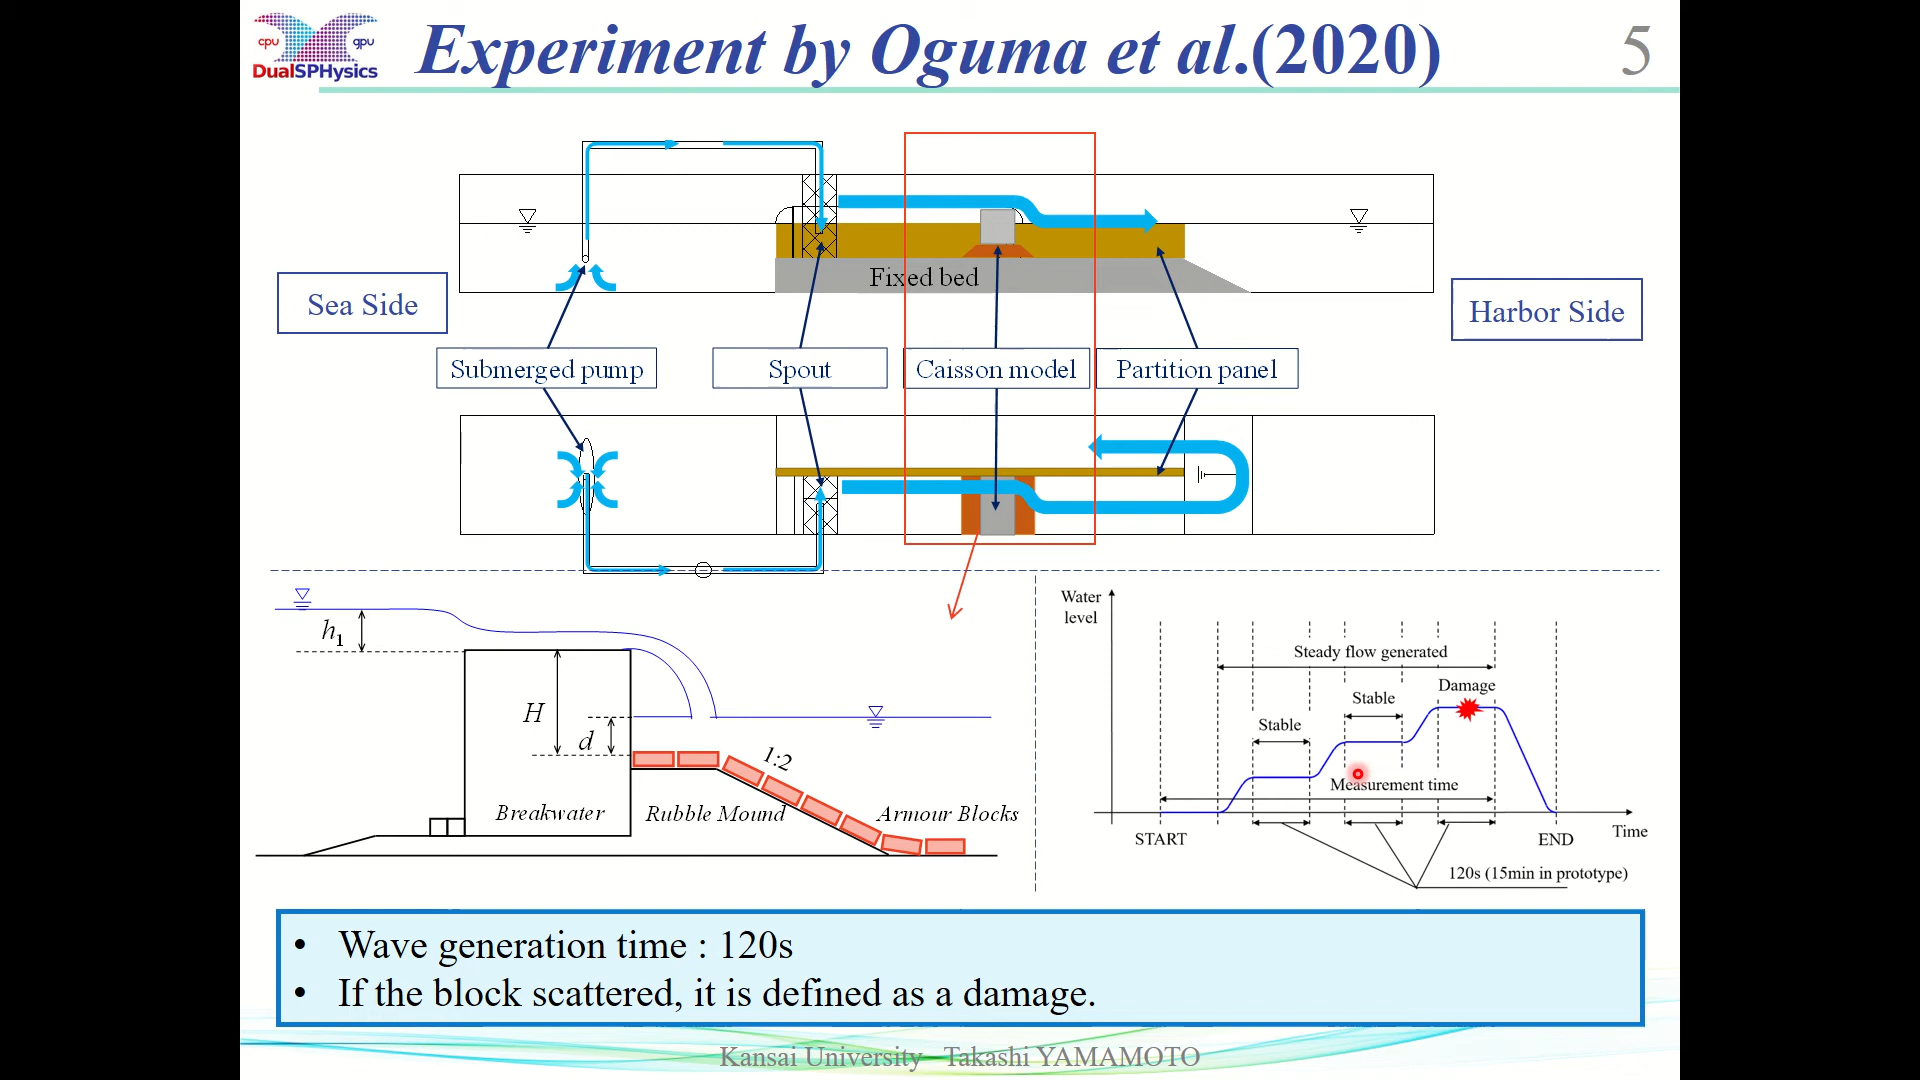 cpu gpu
DualSPHysics
Experiment by Oguma et al.(2020)
5
Fixed bed
Sea Side
Harbor Side
Submerged pump
Spout
Caisson model
Partition panel
h1
H
d
1:2
Breakwater
Rubble Mound
Armour Blocks
Water
level
Steady flow generated
Damage
Stable
Stable
Measurement time
START
END
Time
120s (15min in prototype)
• Wave generation time : 120s
• If the block scattered, it is defined as a damage.
Kansai University Takashi YAMAMOTO